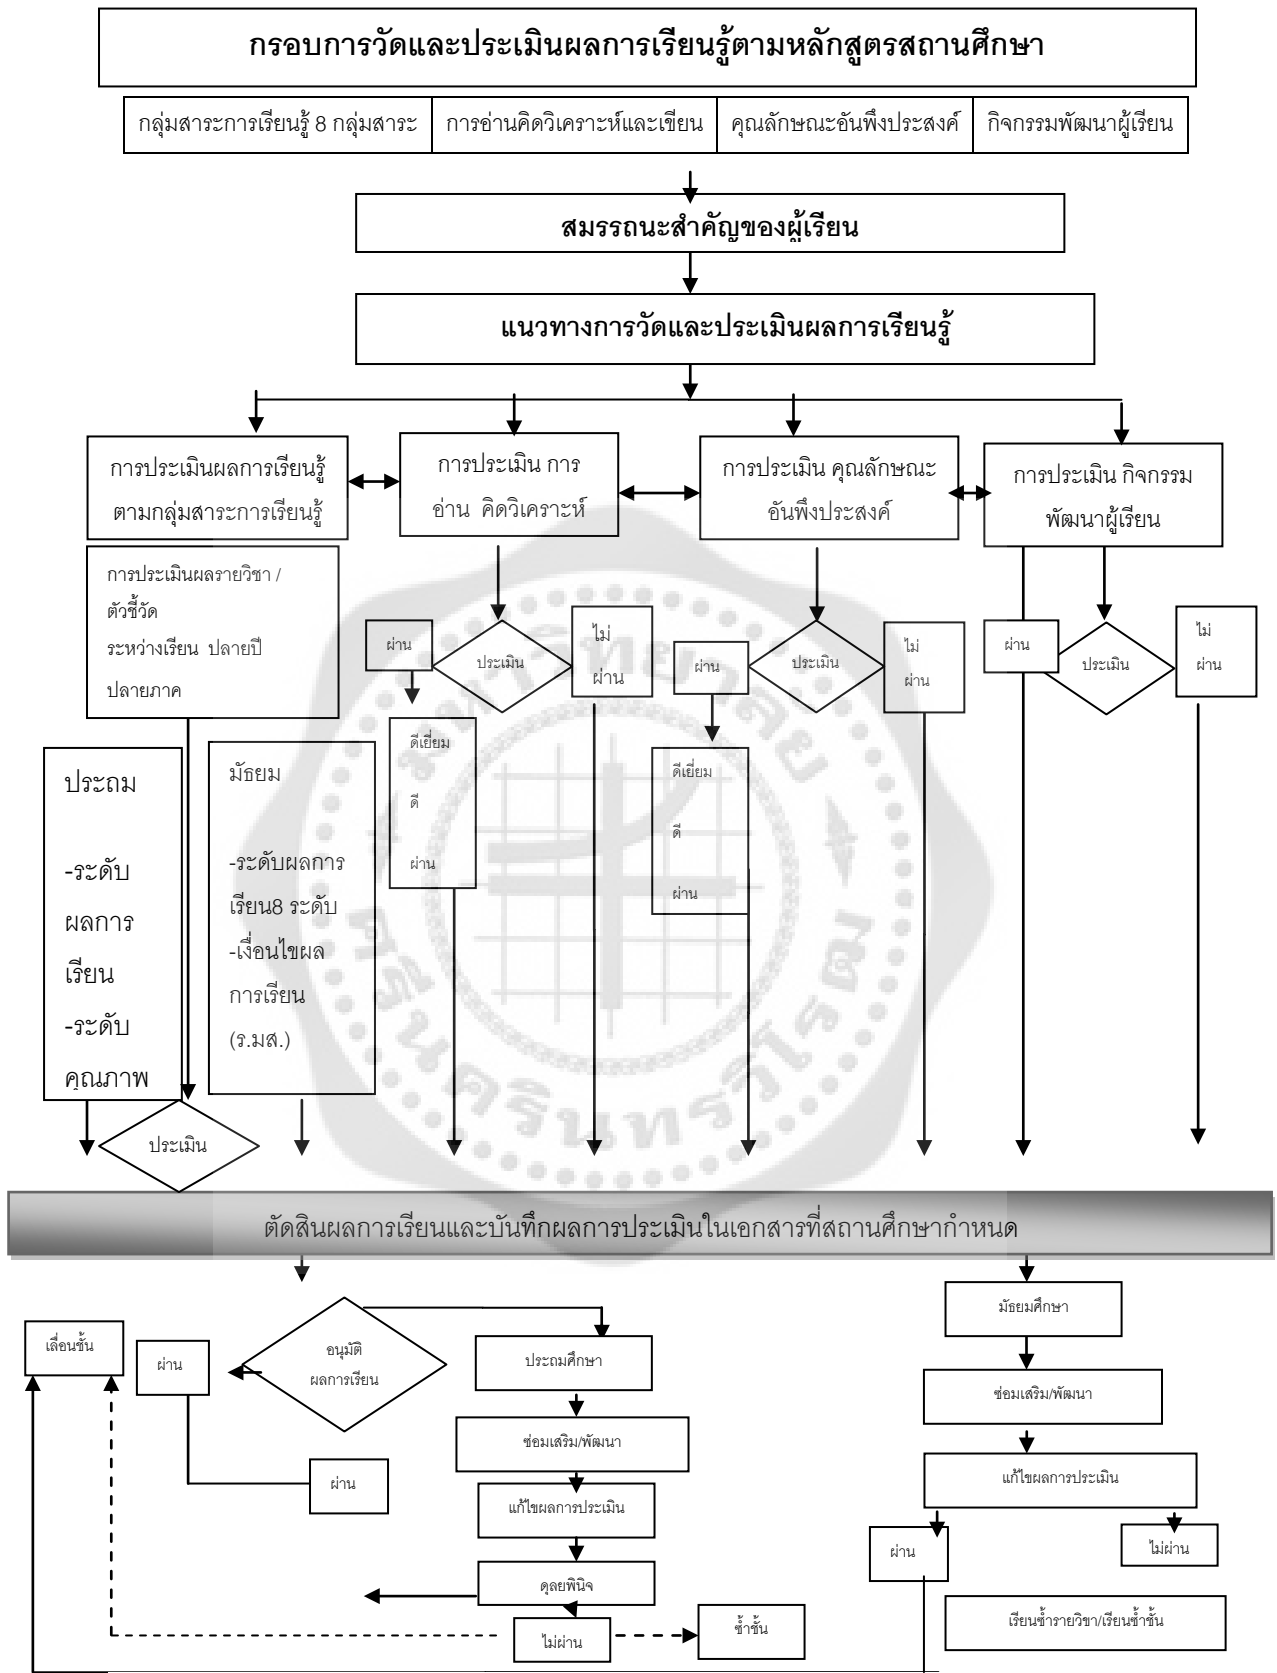 กรอบการวัดและประเมินผลการเรียนรู้ตามหลักสูตรสถานศึกษา
กลุ่มสาระการเรียนรู้ 8 กลุ่มสาระ
การอ่านคิดวิเคราะห์และเขียน
คุณลักษณะอันพึงประสงค์
กิจกรรมพัฒนาผู้เรียน
สมรรถนะสำคัญของผู้เรียน
แนวทางการวัดและประเมินผลการเรียนรู้
การประเมินผลการเรียนรู้
ตามกลุ่มสาระการเรียนรู้
การประเมิน การ
อ่าน คิดวิเคราะห์
การประเมิน คุณลักษณะ
อันพึงประสงค์
การประเมิน กิจกรรม
พัฒนาผู้เรียน
การประเมินผลรายวิชา /
ตัวชี้วัด
ระหว่างเรียน ปลายปี
ปลายภาค
ผ่าน
ประเมิน
ไม่
ผ่าน
ผ่าน
ประเมิน
ไม่
ผ่าน
ผ่าน
ประเมิน
ไม่
ผ่าน
ประถม
-ระดับ
ผลการ
เรียน
-ระดับ
คุณภาพ
มัธยม
-ระดับผลการ
เรียน8 ระดับ
-เงื่อนไขผล
การเรียน
(ร.มส.)
ดีเยี่ยม
ดี
ผ่าน
ดีเยี่ยม
ดี
ผ่าน
ประเมิน
มหาวิทยาลัย
ศรีนครินทรวิโรฒ
ตัดสินผลการเรียนและบันทึกผลการประเมินในเอกสารที่สถานศึกษากำหนด
เลื่อนชั้น
ผ่าน
อนุมัติ
ผลการเรียน
ผ่าน
ประถมศึกษา
ซ่อมเสริม/พัฒนา
แก้ไขผลการประเมิน
ดุลยพินิจ
ไม่ผ่าน
ซ้ำชั้น
มัธยมศึกษา
ซ่อมเสริม/พัฒนา
แก้ไขผลการประเมิน
ผ่าน
ไม่ผ่าน
เรียนซ้ำรายวิชา/เรียนซ้ำชั้น